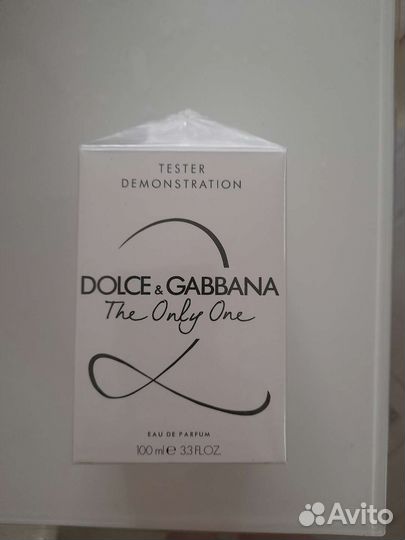 TESTER
DEMONSTRATION
DOLCE & GABBANA
The Only One
EAU DE PARFUM
100 ml e 3.3 FL.OZ.
Avito